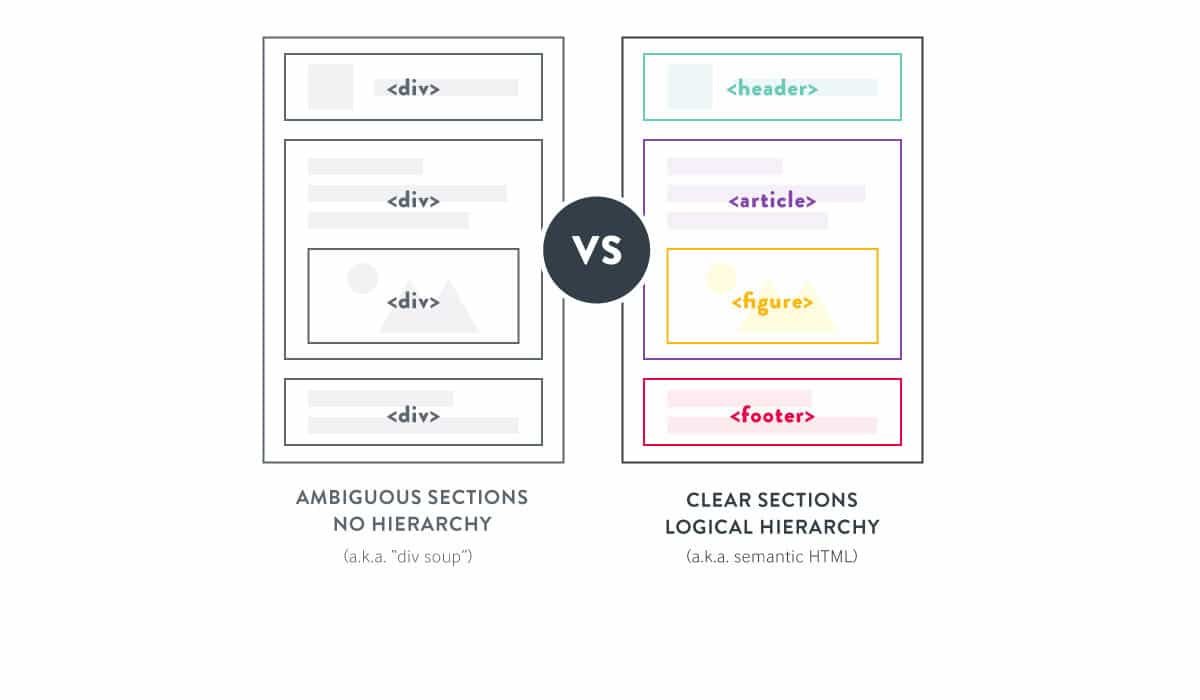 <div>
<div>
<div>
<div>
AMBIGUOUS SECTIONS
NO HIERARCHY
(a.k.a. "div soup")
VS
<header>
<article>
<figure>
<footer>
CLEAR SECTIONS
LOGICAL HIERARCHY
(a.k.a. semantic HTML)